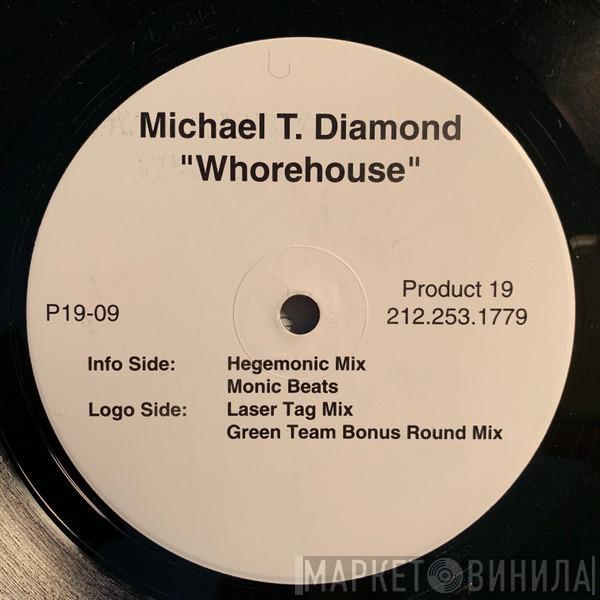 Michael T. Diamond
"Whorehouse"
P19-09
Product 19
212.253.1779
Info Side: Hegemonic Mix
Monic Beats
Logo Side: Laser Tag Mix
Green Team Bonus Round Mix
МАРКЕТ ВИНИЛА